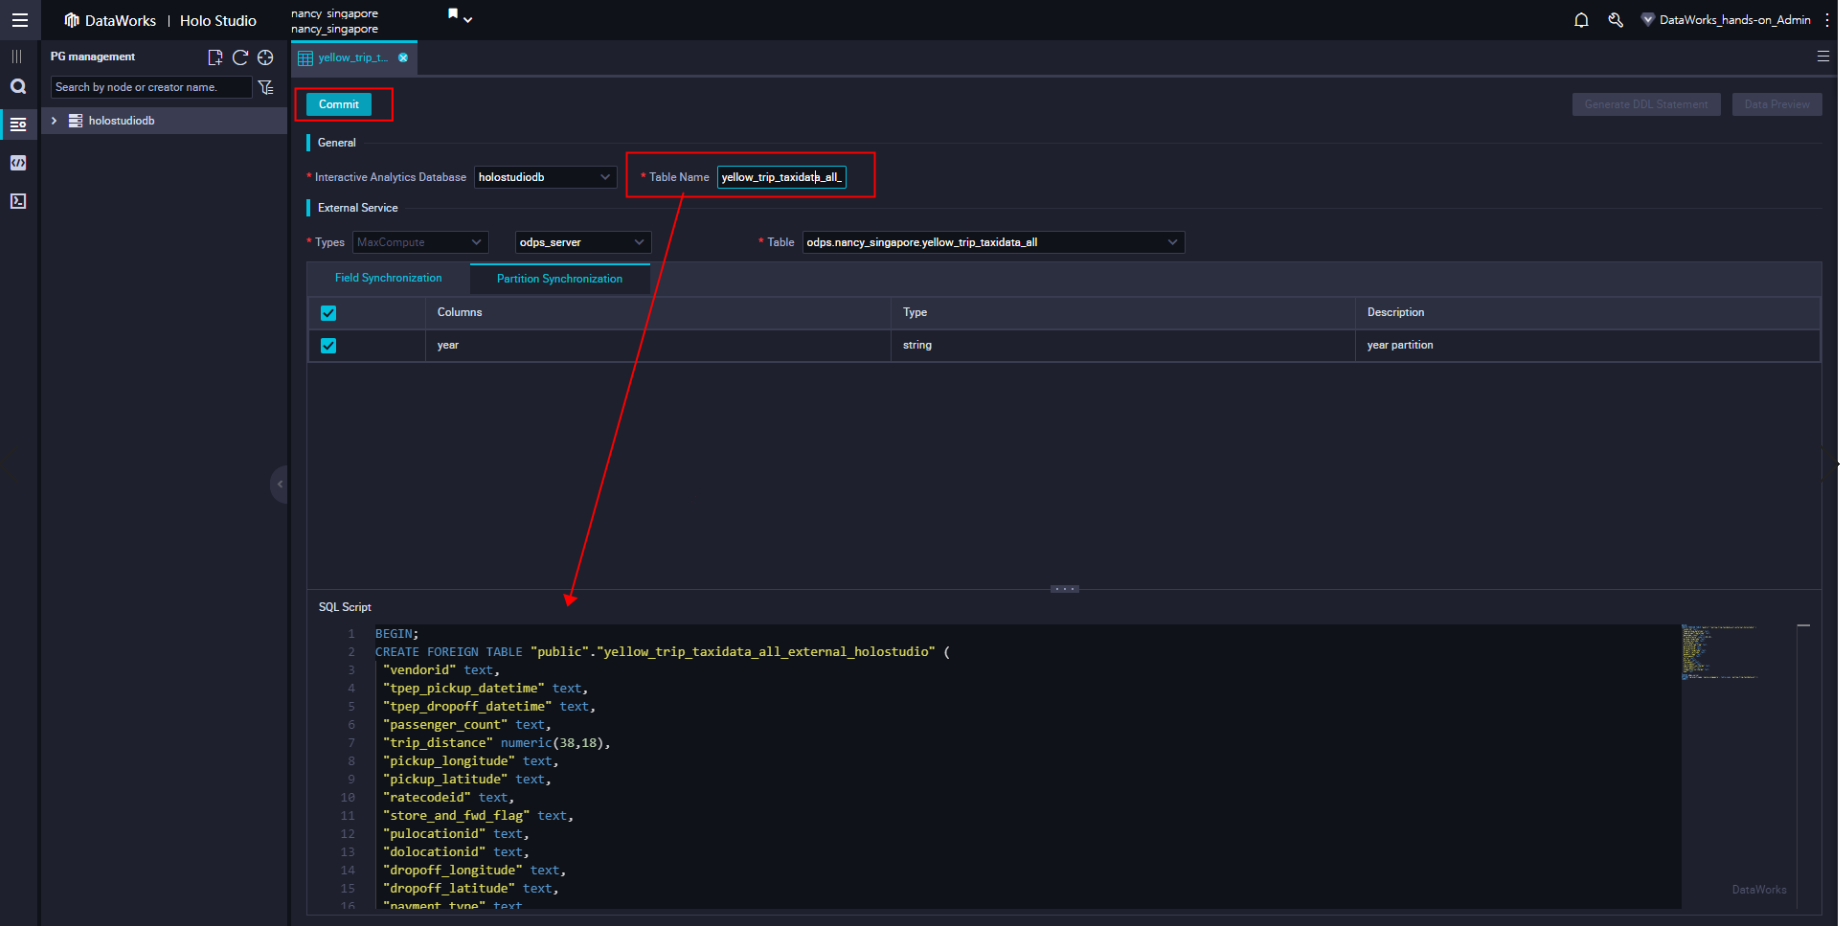 DataWorks | Holo Studio
nancy_singapore
nancy_singapore
DataWorks_hands-on_Admin
PG management
yellow_trip_t...
Search by node or creator name.
holostudiodb
Commit
Generate DDL Statement
Data Preview
General
* Interactive Analytics Database holostudiodb
* Table Name yellow_trip_taxidata_all_
External Service
* Types MaxCompute odps_server
* Table odps.nancy_singapore.yellow_trip_taxidata_all
Field Synchronization Partition Synchronization
Columns Type Description
year string year partition
SQL Script
1 BEGIN;
2 CREATE FOREIGN TABLE "public"."yellow_trip_taxidata_all_external_holostudio" (
3 "vendorid" text,
4 "tpep_pickup_datetime" text,
5 "tpep_dropoff_datetime" text,
6 "passenger_count" text,
7 "trip_distance" numeric(38,18),
8 "pickup_longitude" text,
9 "pickup_latitude" text,
10 "ratecodeid" text,
11 "store_and_fwd_flag" text,
12 "pulocationid" text,
13 "dolocationid" text,
14 "dropoff_longitude" text,
15 "dropoff_latitude" text,
16 "payment_type" text
DataWorks